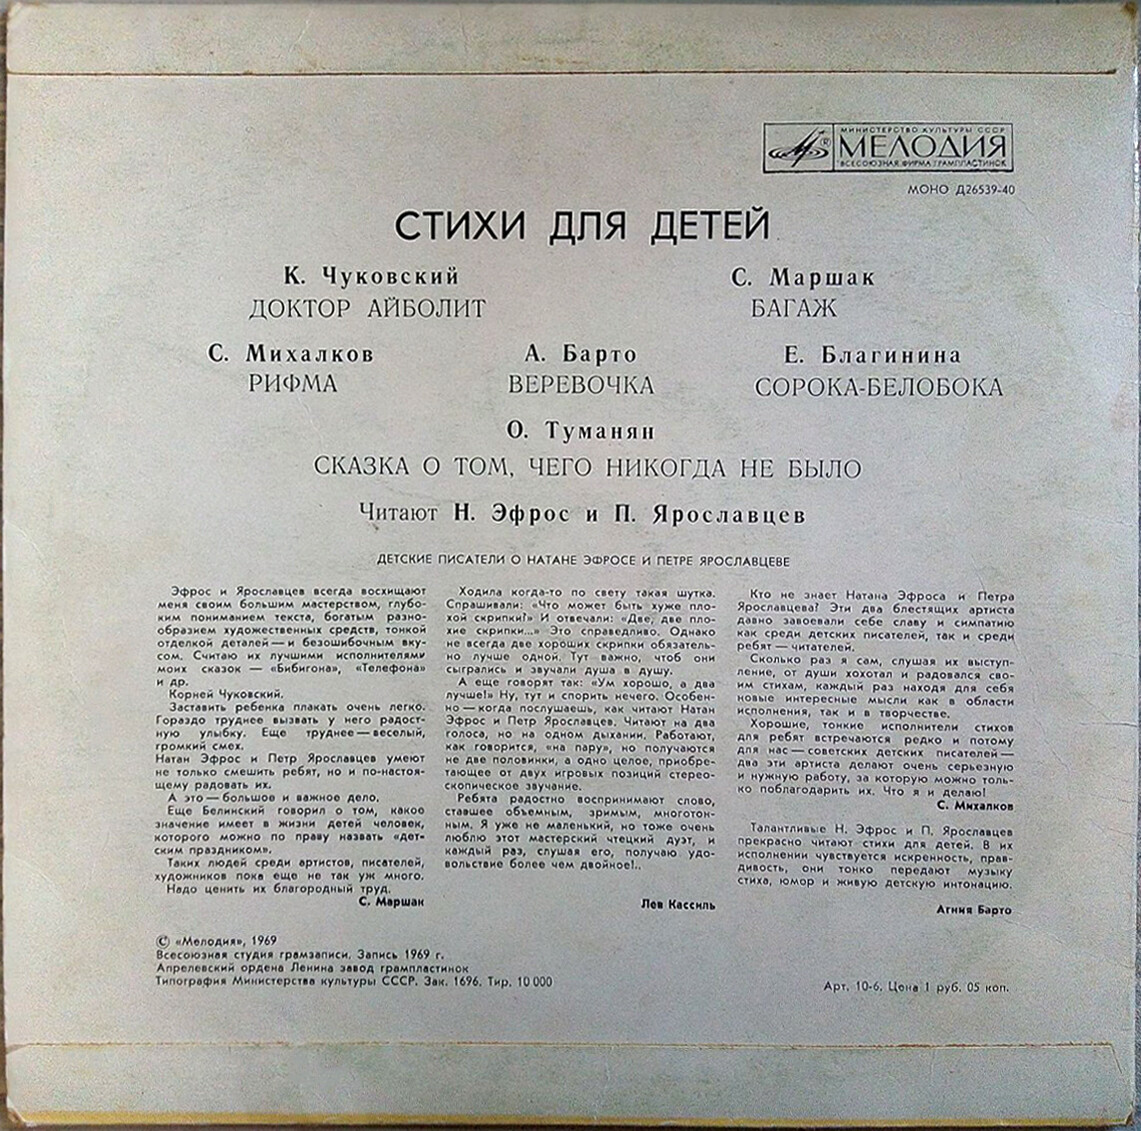 МИНИСТЕРСТВО КУЛЬТУРЫ СССР
МЕЛОДИЯ
ВСЕСОЮЗНАЯ ФИРМА ГРАМПЛАСТИНОК
МОНО Д26539-40
СТИХИ ДЛЯ ДЕТЕЙ
К. Чуковский
ДОКТОР АЙБОЛИТ
С. Маршак
БАГАЖ
С. Михалков
РИФМА
А. Барто
ВЕРЕВОЧКА
Е. Благинина
СОРОКА-БЕЛОБОКА
О. Туманян
СКАЗКА О ТОМ, ЧЕГО НИКОГДА НЕ БЫЛО
Читают Н. Эфрос и П. Ярославцев
ДЕТСКИЕ ПИСАТЕЛИ О НАТАНЕ ЭФРОСЕ И ПЕТРЕ ЯРОСЛАВЦЕВЕ
Эфрос и Ярославцев всегда восхищают
меня своим большим мастерством, глубо-
ким пониманием текста, богатым разно-
образием художественных средств, тонкой
отделкой деталей — и безошибочным вку-
сом. Считаю их лучшими исполнителями
моих сказок — «Бибигона», «Телефона»
и др.
Корней Чуковский.
Заставить ребенка плакать очень легко.
Гораздо труднее вызвать у него радост-
ную улыбку. Еще труднее — веселый,
громкий смех.
Натан Эфрос и Петр Ярославцев умеют
не только смешить ребят, но и по-настоя-
щему радовать их.
А это — большое и важное дело.
Еще Белинский говорил о том, какое
значение имеет в жизни детей человек,
которого можно по праву назвать «дет-
ским праздником».
Таких людей среди артистов, писателей,
художников пока еще не так уж много.
Надо ценить их благородный труд.
С. Маршак
Ходила когда-то по свету такая шутка.
Спрашивали: «Что может быть хуже пло-
хой скрипки?» И отвечали: «Две, две пло-
хие скрипки...» Это справедливо. Однако
не всегда две хороших скрипки обязатель-
но лучше одной. Тут важно, чтоб они
сыгрались и звучали душа в душу.
А еще говорят так: «Ум хорошо, а два
лучше!» Ну, тут и спорить нечего. Особен-
но — когда послушаешь, как читают Натан
Эфрос и Петр Ярославцев. Читают на два
голоса, но на одном дыхании. Работают,
как говорится, «на пару», но получаются
не две половинки, а одно целое, приобре-
тающее от двух игровых позиций стерео-
скопическое звучание.
Ребята радостно воспринимают слово,
ставшее объемным, зримым, многотон-
ным. Я уже не маленький, но тоже очень
люблю этот мастерский чтецкий дуэт, и
каждый раз, слушая его, получаю удо-
вольствие более чем двойное!..
Лев Кассиль
Кто не знает Натана Эфроса и Петра
Ярославцева? Эти два блестящих артиста
давно завоевали себе славу и симпатию
как среди детских писателей, так и среди
ребят — читателей.
Сколько раз я сам, слушая их выступ-
ление, от души хохотал и радовался сво-
им стихам, каждый раз находя для себя
новые интересные мысли как в области
исполнения, так и в творчестве.
Хорошие, тонкие исполнители стихов
для ребят встречаются редко и потому
для нас — советских детских писателей —
два эти артиста делают очень серьезную
и нужную работу, за которую можно толь-
ко поблагодарить их. Что я и делаю!
С. Михалков
Талантливые Н. Эфрос и П. Ярославцев
прекрасно читают стихи для детей. В их
исполнении чувствуется искренность, прав-
дивость, они тонко передают музыку
стиха, юмор и живую детскую интонацию.
Агния Барто
© «Мелодия», 1969
Всесоюзная студия грамзаписи. Запись 1969 г.
Апрелевский ордена Ленина завод грампластинок
Типография Министерства культуры СССР. Зак. 1696. Тир. 10 000
Арт. 10-6. Цена 1 руб. 05 коп.